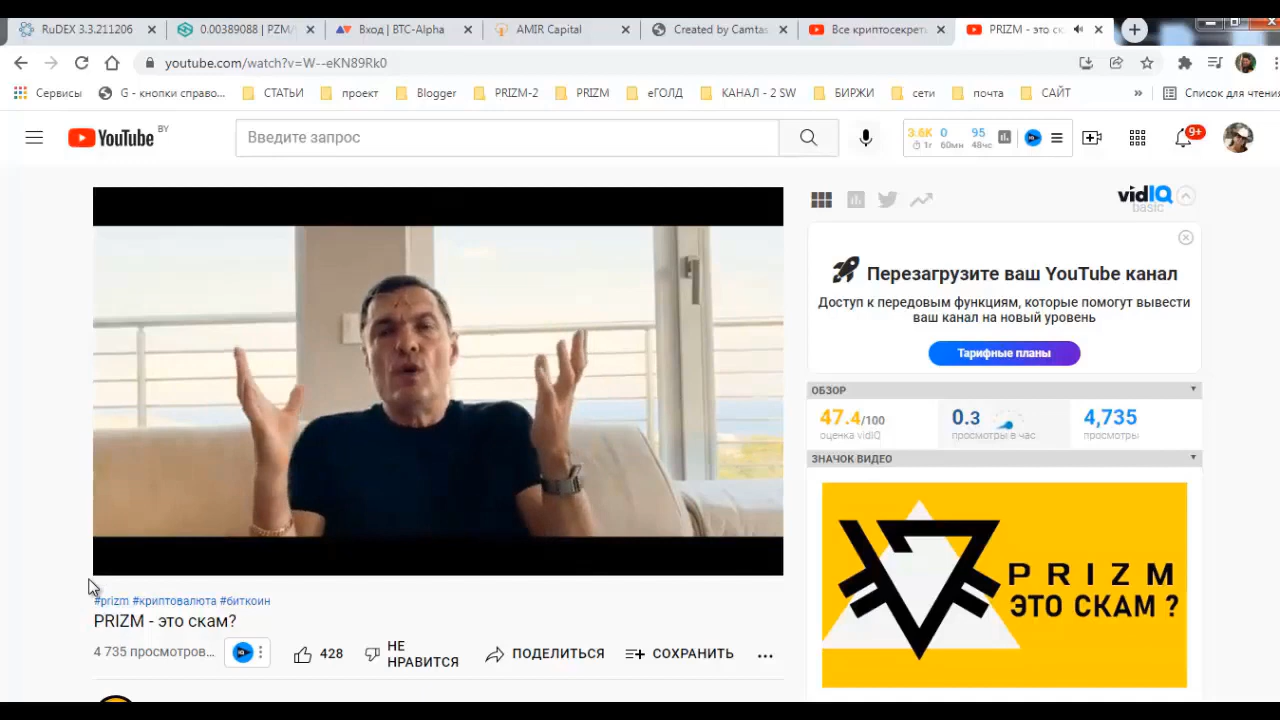 RuDEX 3.3.211206
0.00389088 | PZM/
Вход | BTC-Alpha
AMIR Capital
Created by Camtas
Все криптосекрет
PRIZM - это ск
youtube.com/watch?v=W--eKN89Rk0
Сервисы
G - кнопки справо...
СТАТЬИ
проект
Blogger
PRIZM-2
PRIZM
еГОЛД
КАНАЛ - 2 SW
БИРЖИ
сети
почта
САЙТ
»
Список для чтения
YouTube BY
Введите запрос
3.6K 0 95
1г 60мн 48чс
9+
vidIQ
basic
Перезагрузите ваш YouTube канал
Доступ к передовым функциям, которые помогут вывести
ваш канал на новый уровень
Тарифные планы
ОБЗОР
47.4/100 0.3 4,735
оценка vidIQ просмотры в час просмотры
ЗНАЧОК ВИДЕО
PRIZM
ЭТО СКАМ ?
#prizm #криптовалюта #биткоин
PRIZM - это скам?
4 735 просмотров...
428
НЕ
НРАВИТСЯ
ПОДЕЛИТЬСЯ
СОХРАНИТЬ